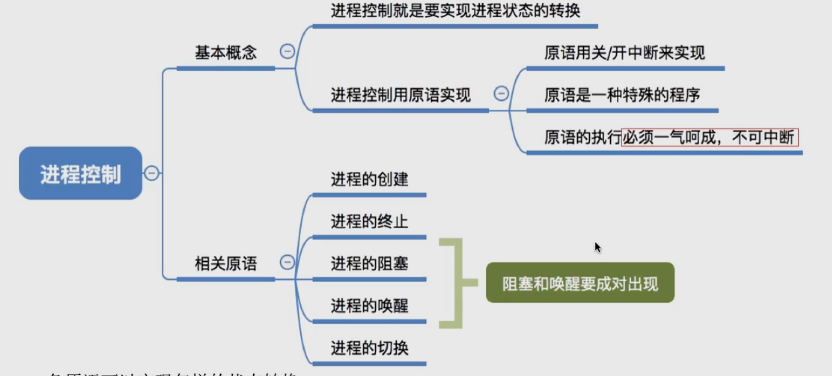 进程控制
基本概念
进程控制就是要实现进程状态的转换
进程控制用原语实现
原语用关/开中断来实现
原语是一种特殊的程序
原语的执行必须一气呵成，不可中断
相关原语
进程的创建
进程的终止
进程的阻塞
进程的唤醒
进程的切换
阻塞和唤醒要成对出现